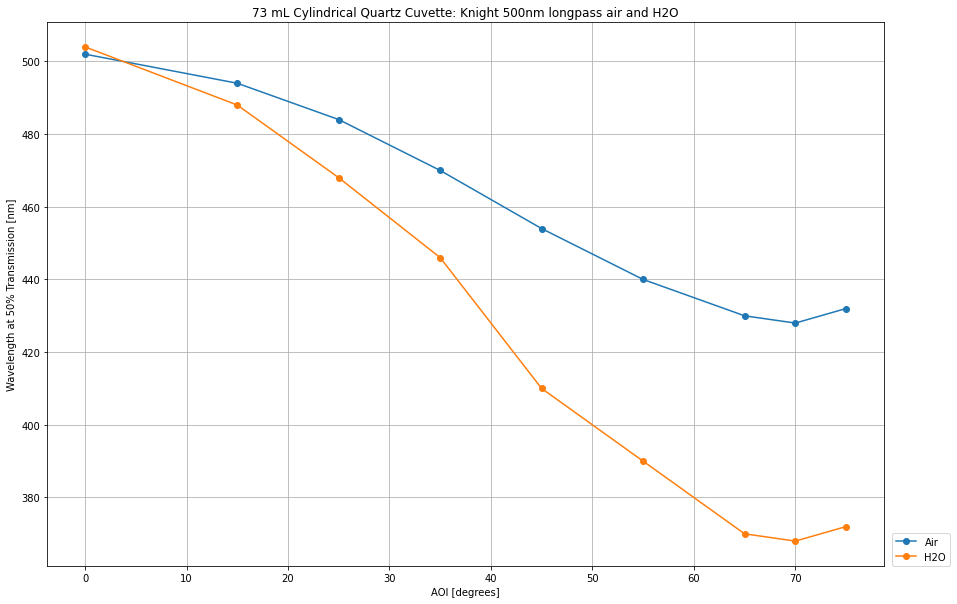 73 mL Cylindrical Quartz Cuvette: Knight 500nm longpass air and H2O
Wavelength at 50% Transmission [nm]
500
480
460
440
420
400
380
0 10 20 30 40 50 60 70
AOI [degrees]
Air
H2O